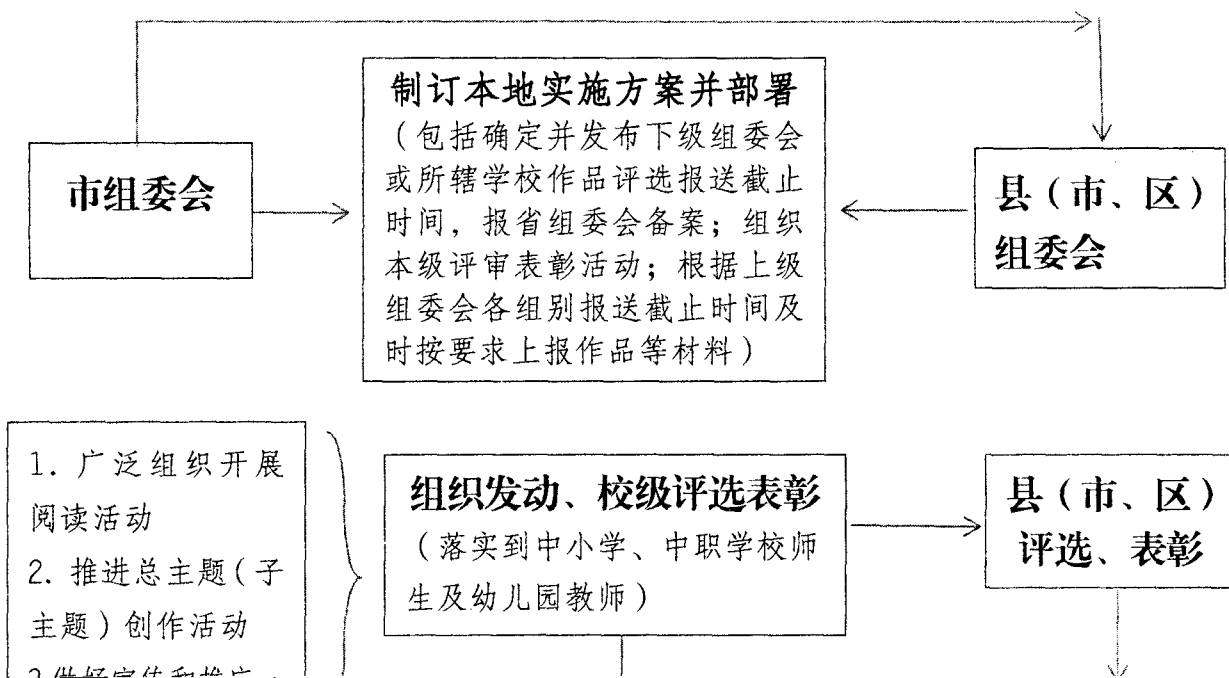 制订本地实施方案并部署
（包括确定并发布下级组委会
或所辖学校作品评选报送截止
时间，报省组委会备案；组织
本级评审表彰活动；根据上级
组委会各组别报送截止时间及
时按要求上报作品等材料）
市组委会
县（市、区）
组委会
1. 广泛组织开展
阅读活动
2. 推进总主题（子
主题）创作活动
3.做好宣传和推广
组织发动、校级评选表彰
（落实到中小学、中职学校师
生及幼儿园教师）
县（市、区）
评选、表彰